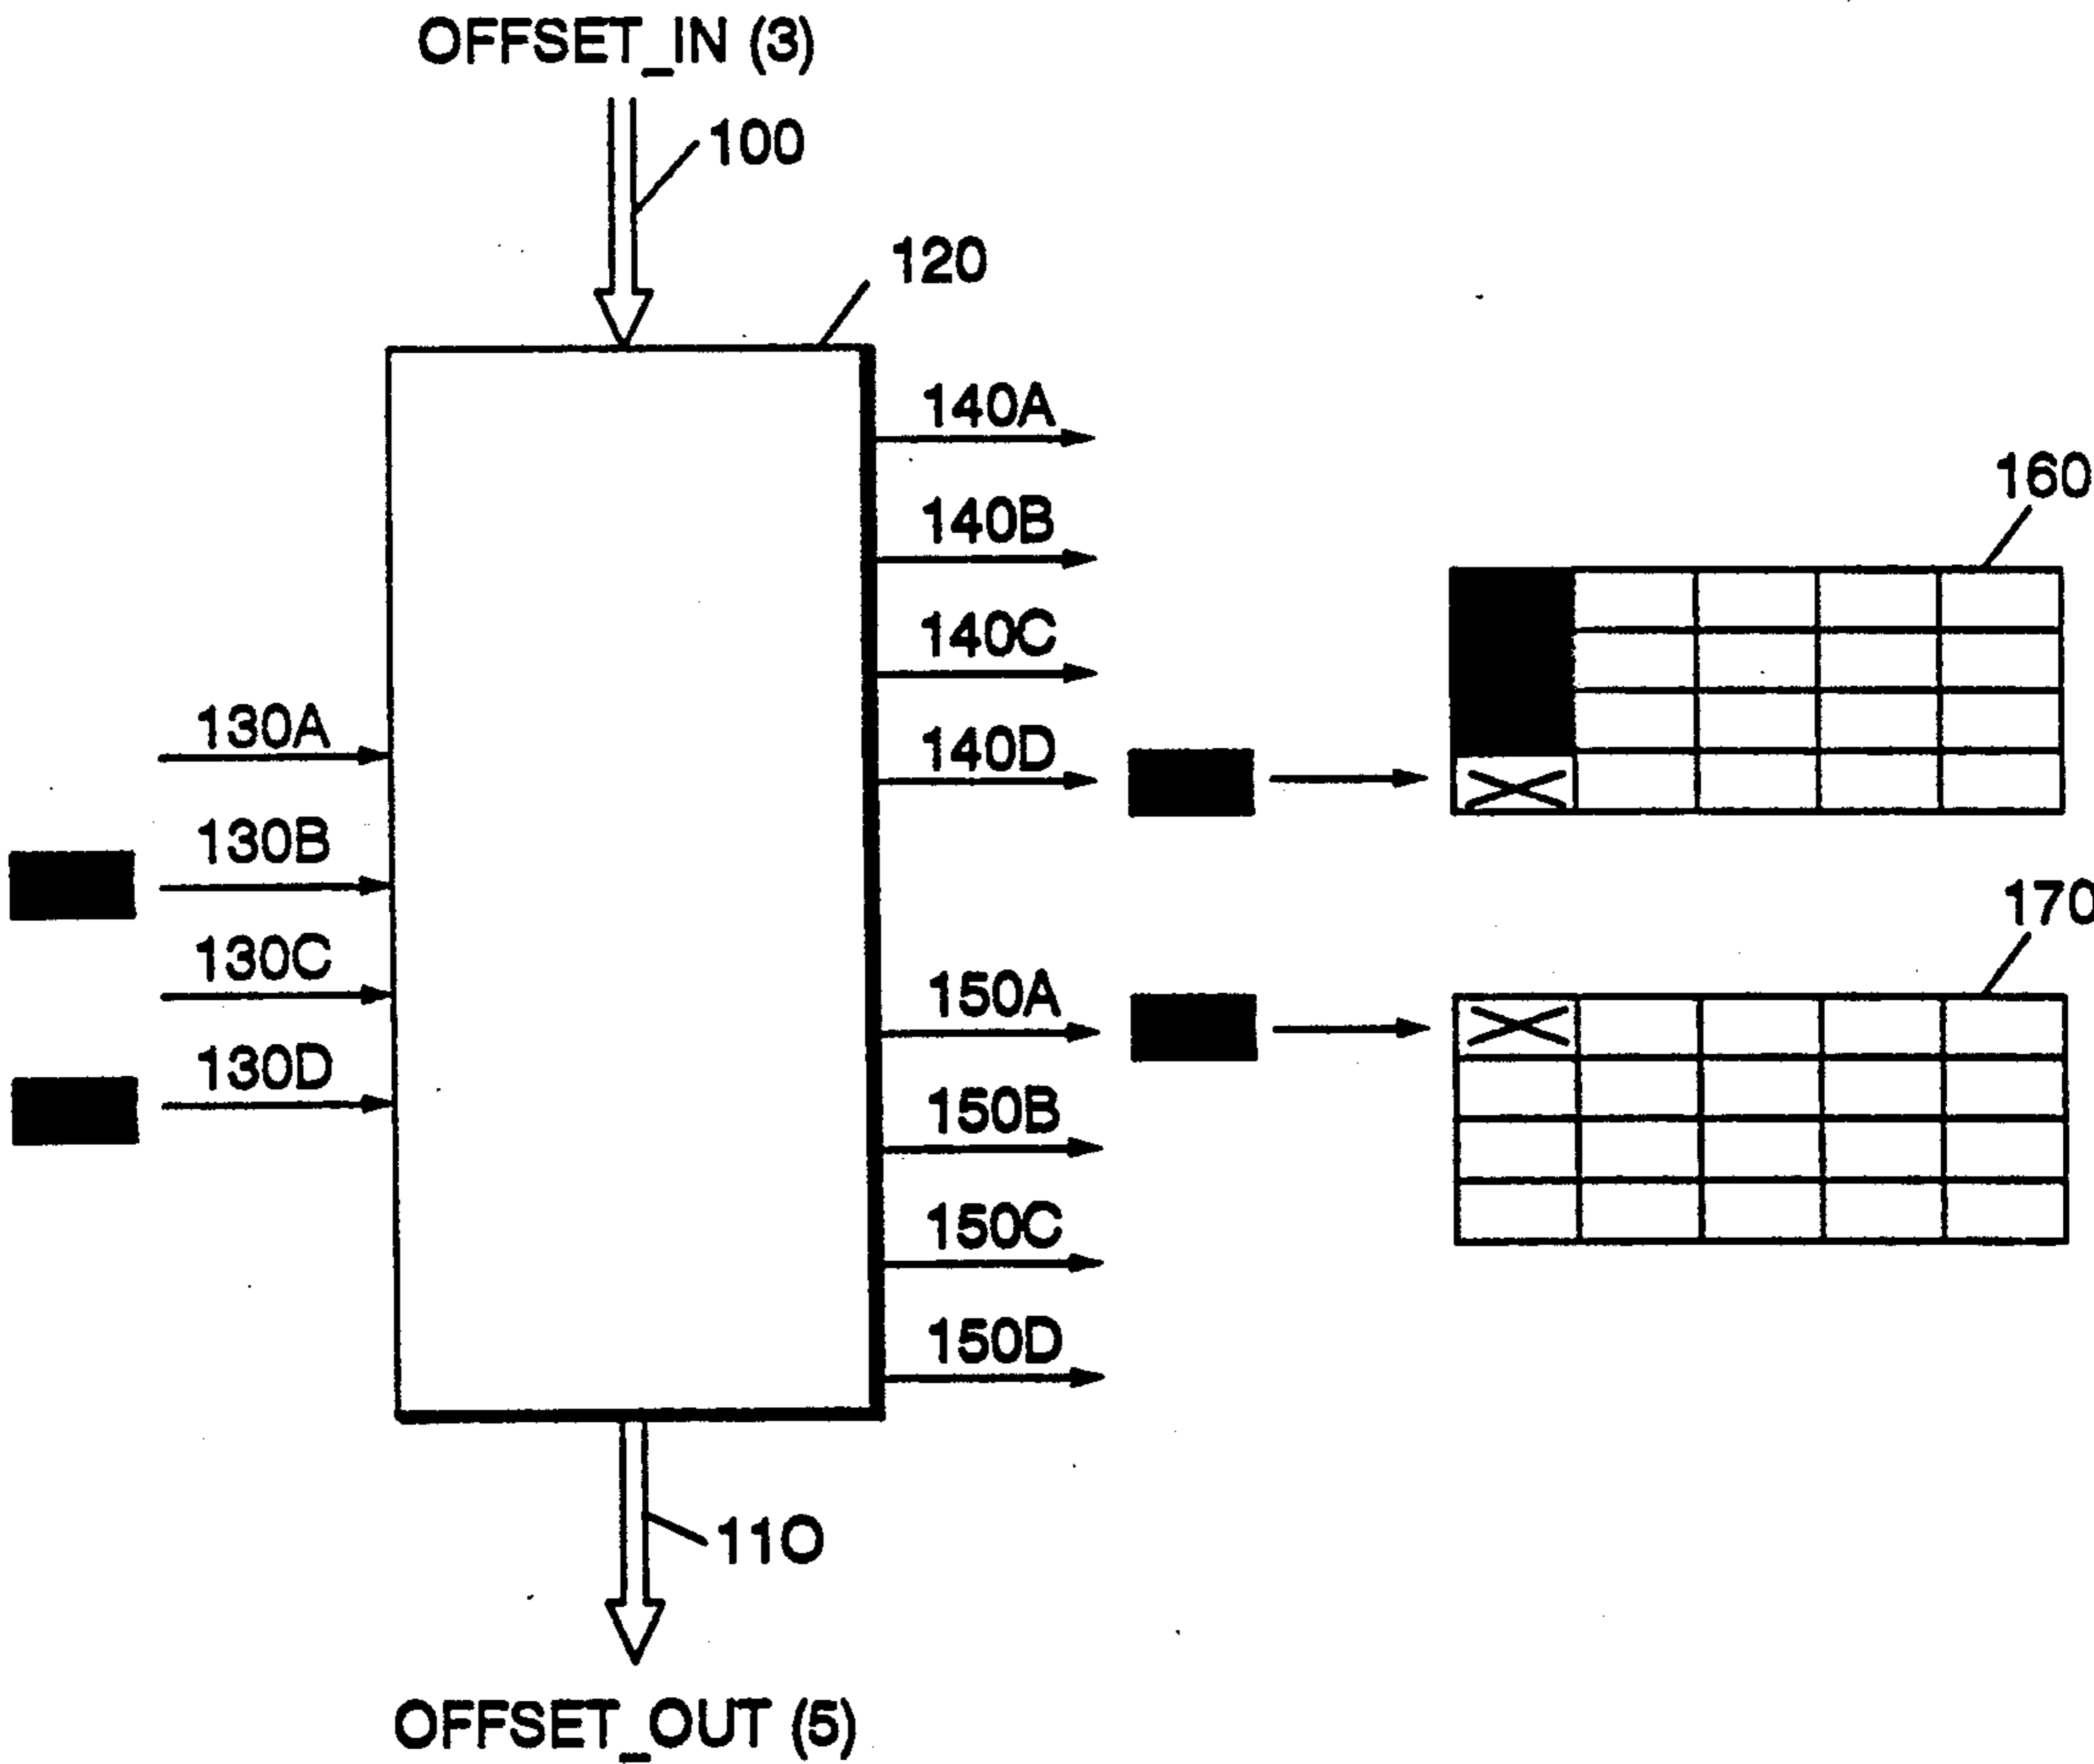 OFFSET_IN (3)
100
120
140A
140B
160
140C
130A
140D
130B
170
130C
150A
130D
150B
150C
150D
110
OFFSET_OUT (5)